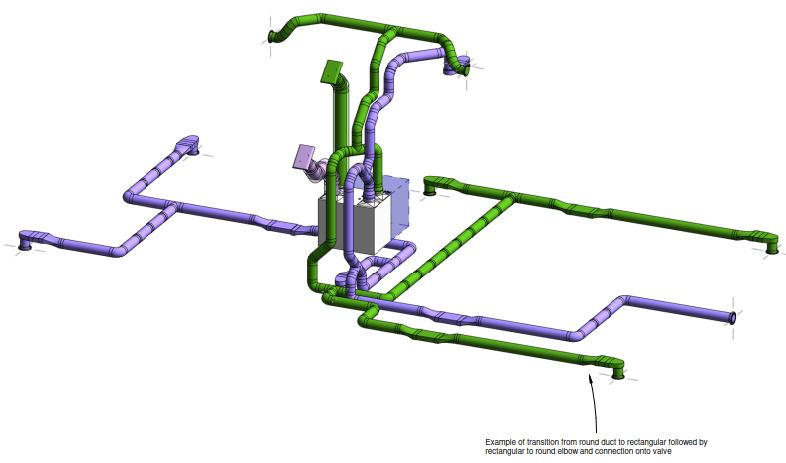 Example of transition from round duct to rectangular followed by
rectangular to round elbow and connection onto valve